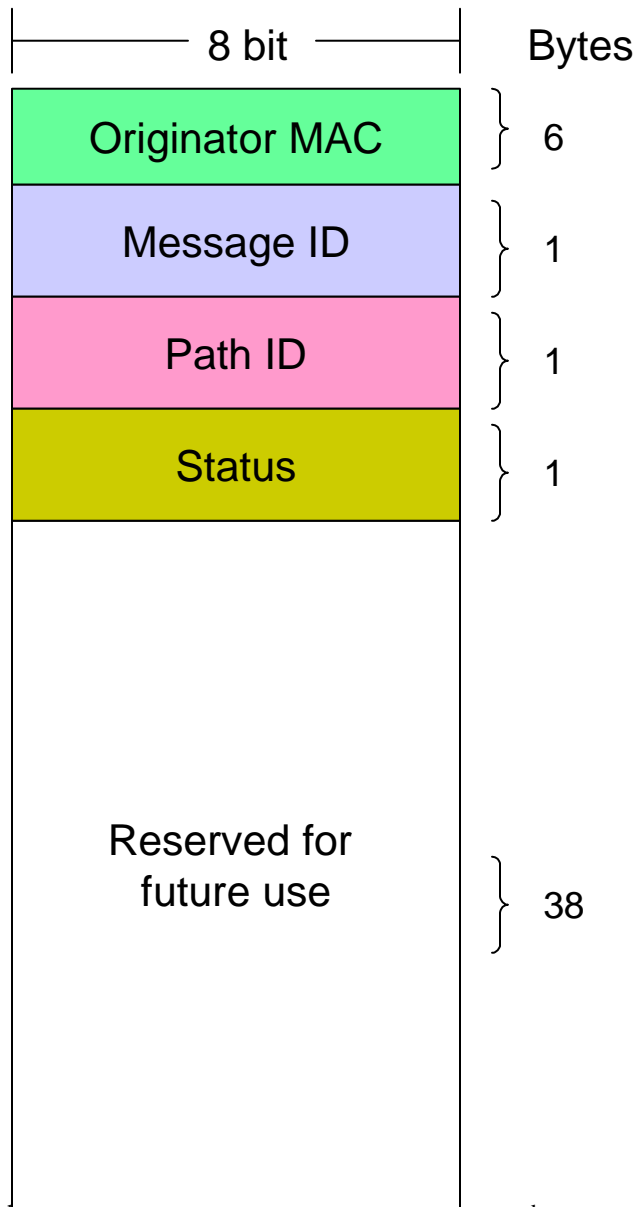 8 bit Bytes
Originator MAC 6
Message ID 1
Path ID 1
Status 1
Reserved for
future use
38